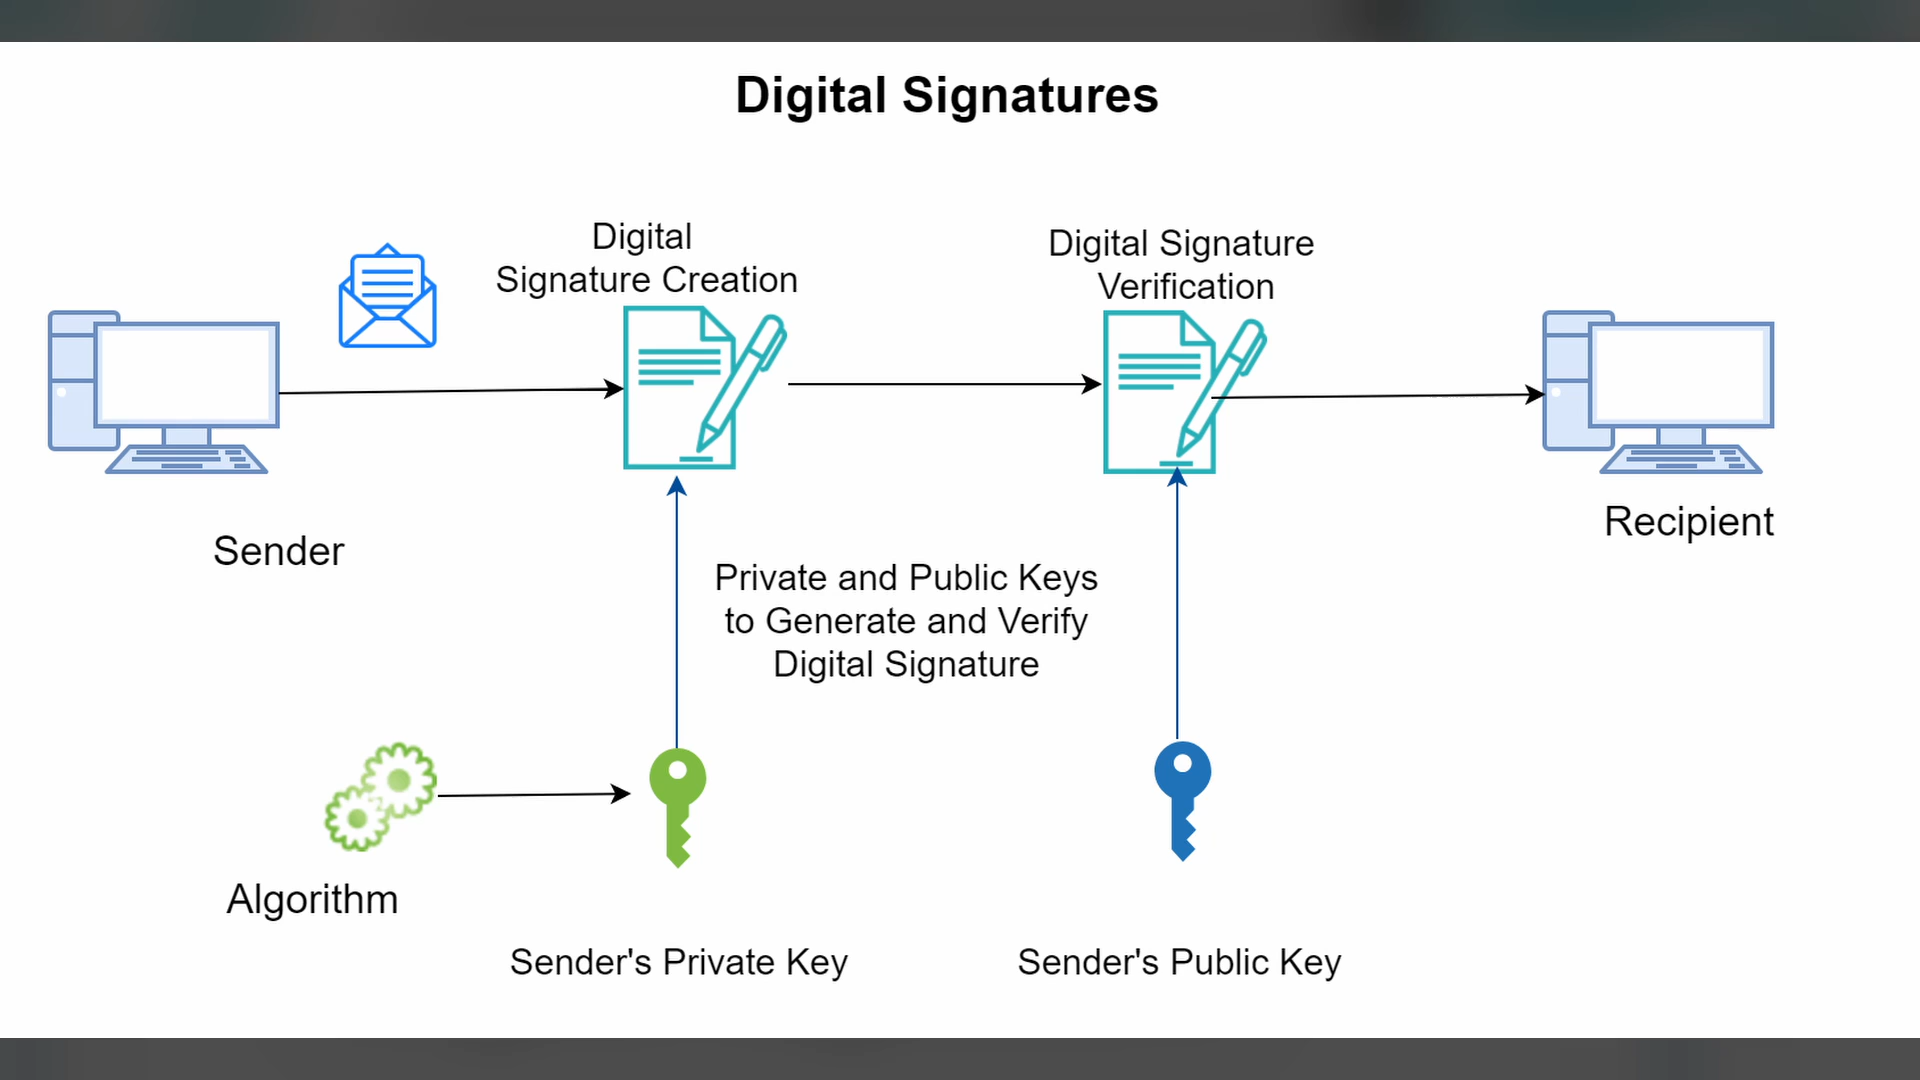 Digital Signatures
Digital
Signature Creation
Digital Signature
Verification
Sender
Recipient
Private and Public Keys
to Generate and Verify
Digital Signature
Algorithm
Sender's Private Key
Sender's Public Key